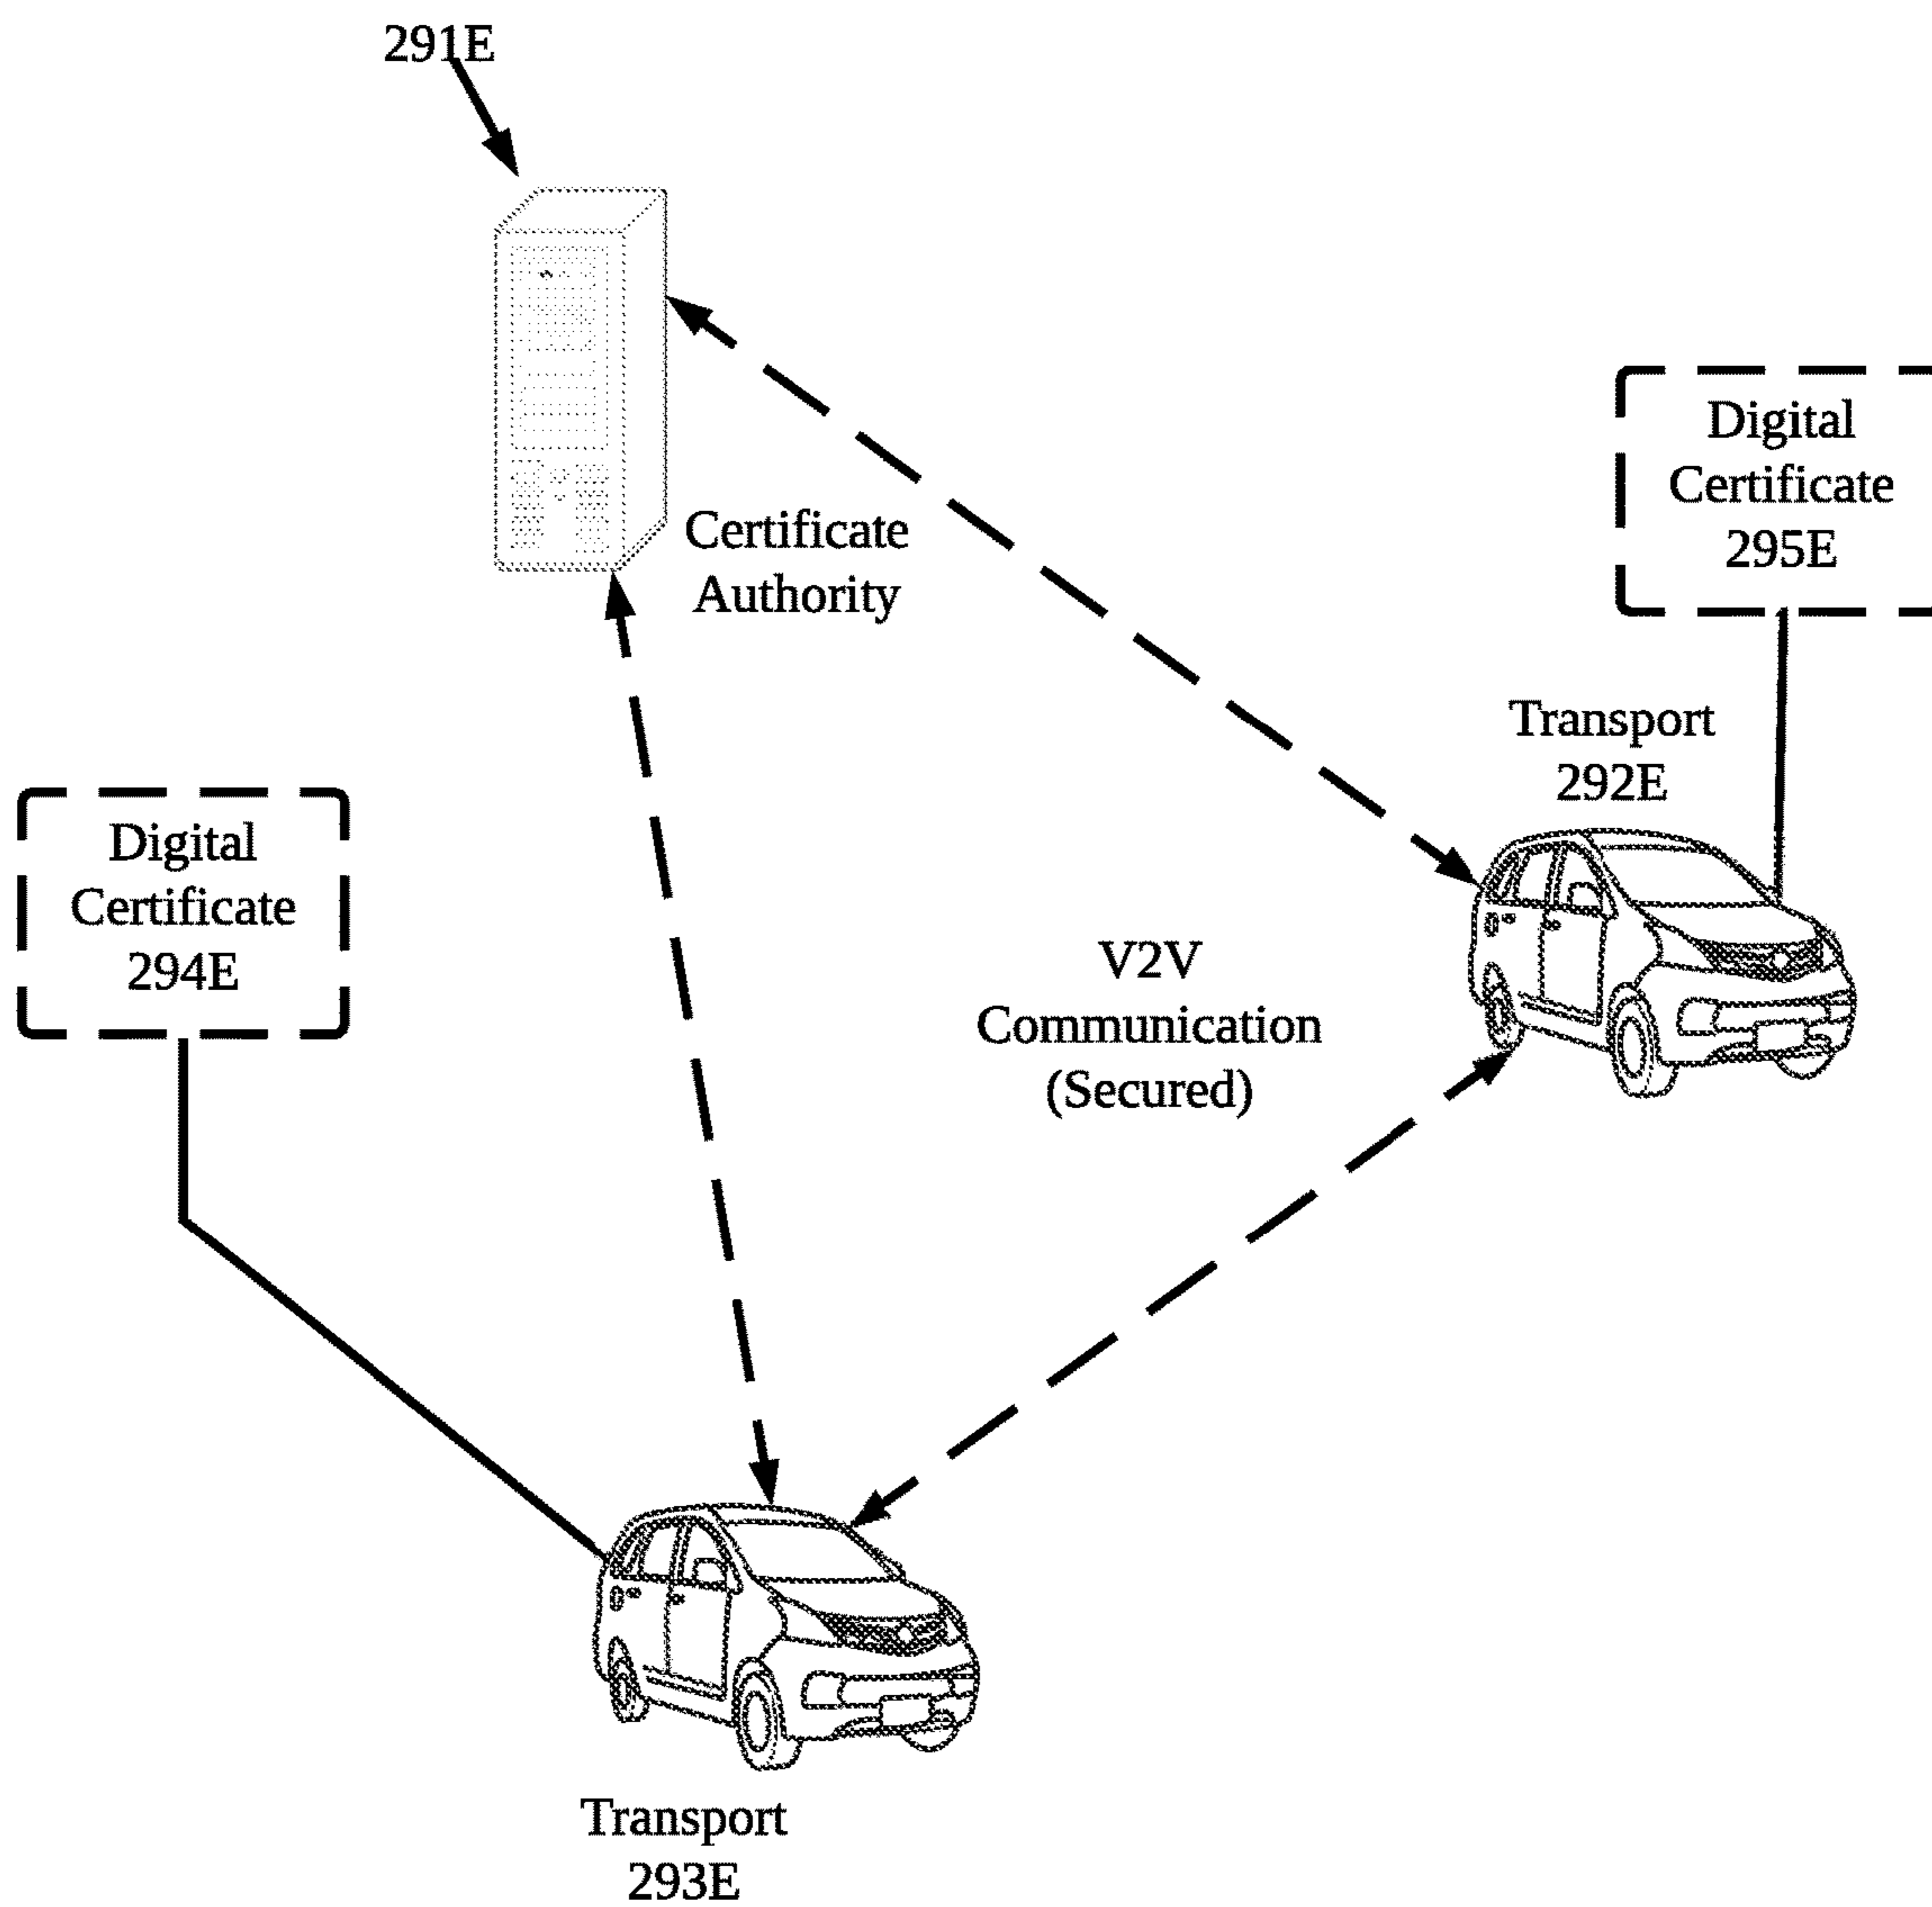 291E
Certificate
Authority
Digital
Certificate
295E
Transport
292E
Digital
Certificate
294E
V2V
Communication
(Secured)
Transport
293E